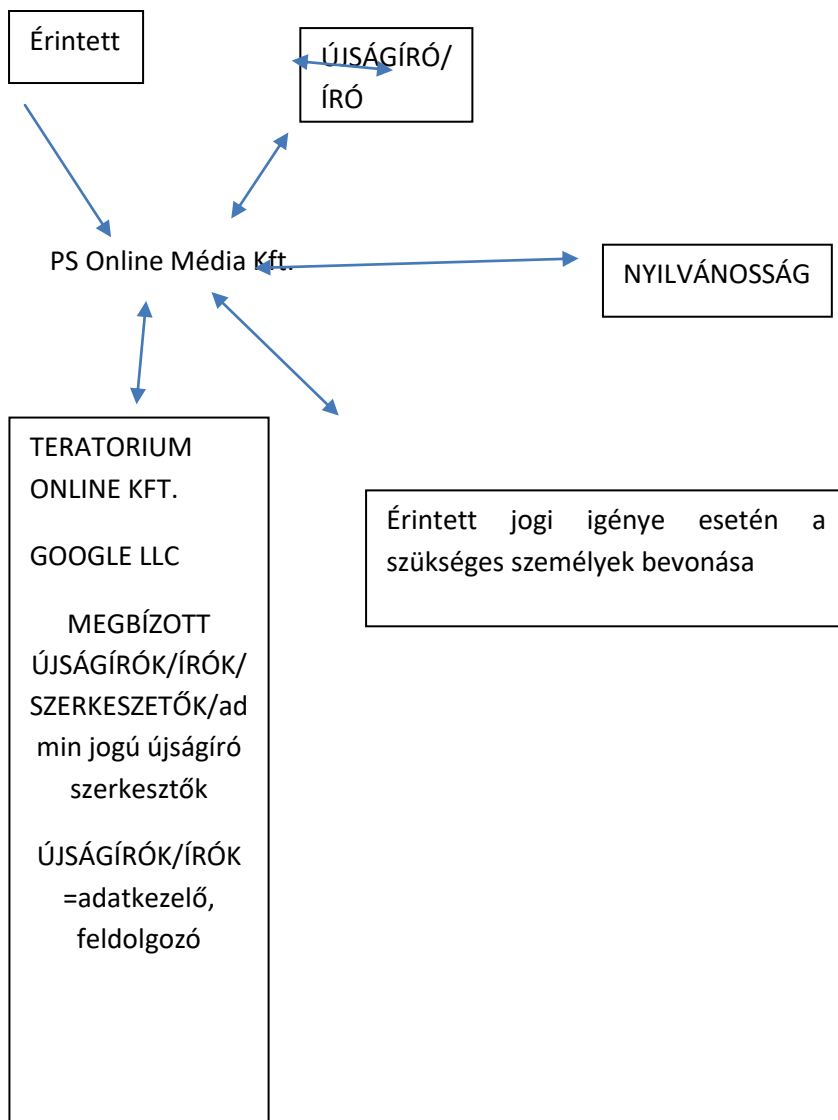 Érintett
ÚJSÁGÍRÓ/
ÍRÓ
PS Online Média Kft.
NYILVÁNOSSÁG
TERATORIUM
ONLINE KFT.
GOOGLE LLC
MEGBÍZOTT
ÚJSÁGÍRÓK/ÍRÓK/
SZERKESZETŐK/ad
min jogú újságíró
szerkesztők
ÚJSÁGÍRÓK/ÍRÓK
=adatkezelő,
feldolgozó
Érintett jogi igénye esetén a
szükséges személyek bevonása